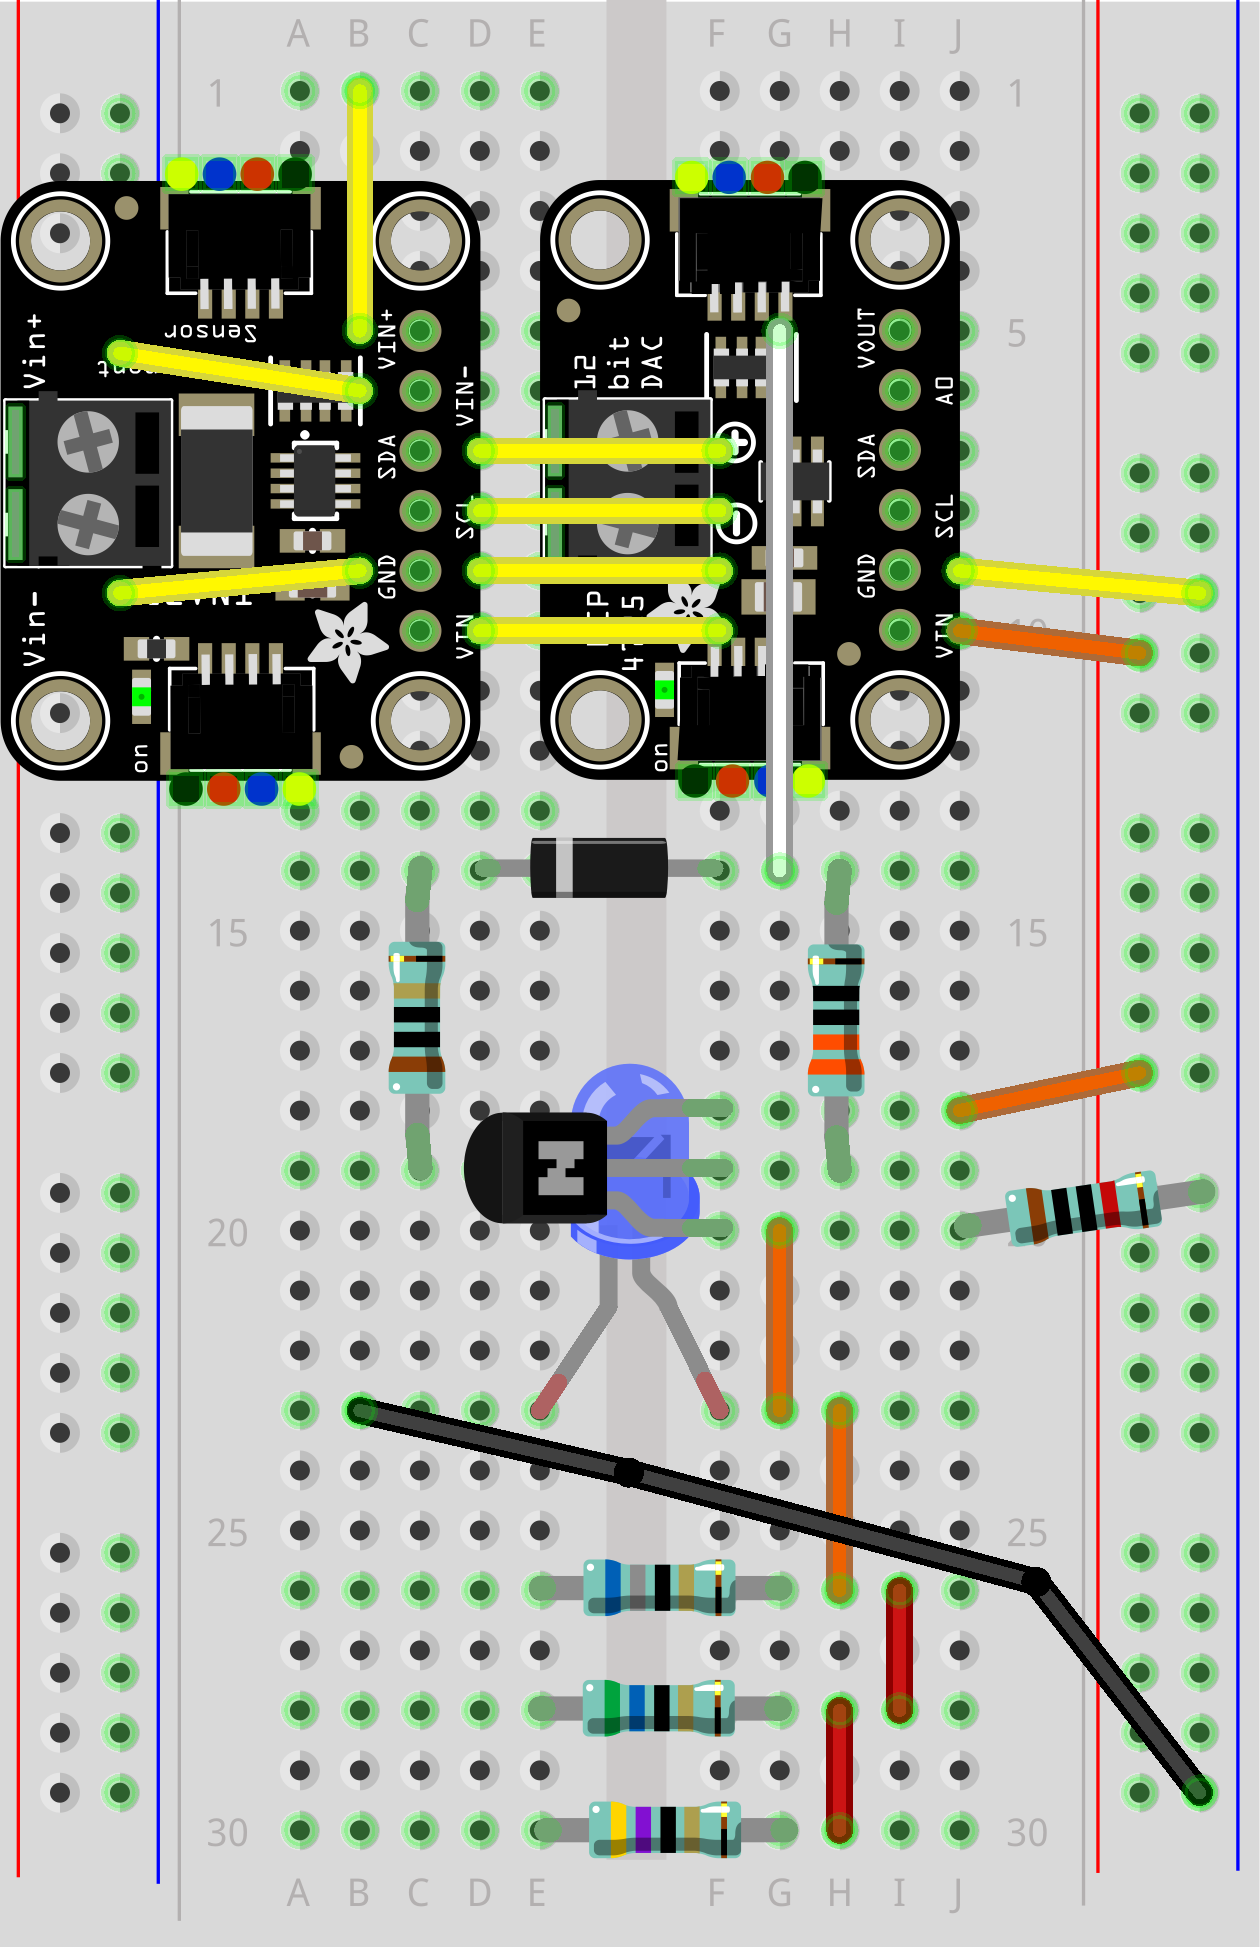 A B C D E F G H I J
1 1
Sensor
Vin+
VIN+
VIN-
SDA
SCL
GND
VIN
Vin-
on
12
bit
DAC
VOUT
A0
SDA
SCL
GND
VIN
on
5
15 15
20
25 25
30 30
A B C D E F G H I J